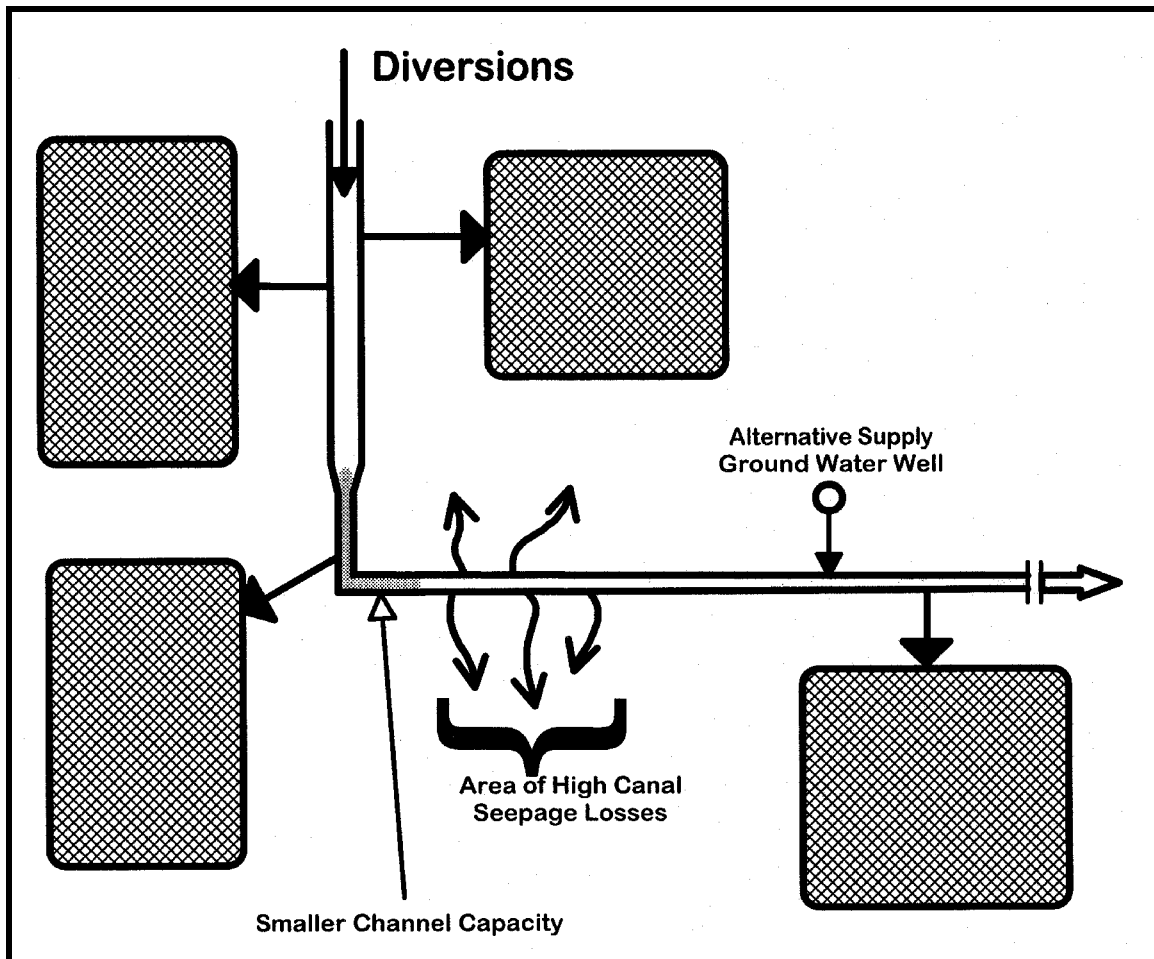 Diversions
Alternative Supply
Ground Water Well
Area of High Canal
Seepage Losses
Smaller Channel Capacity